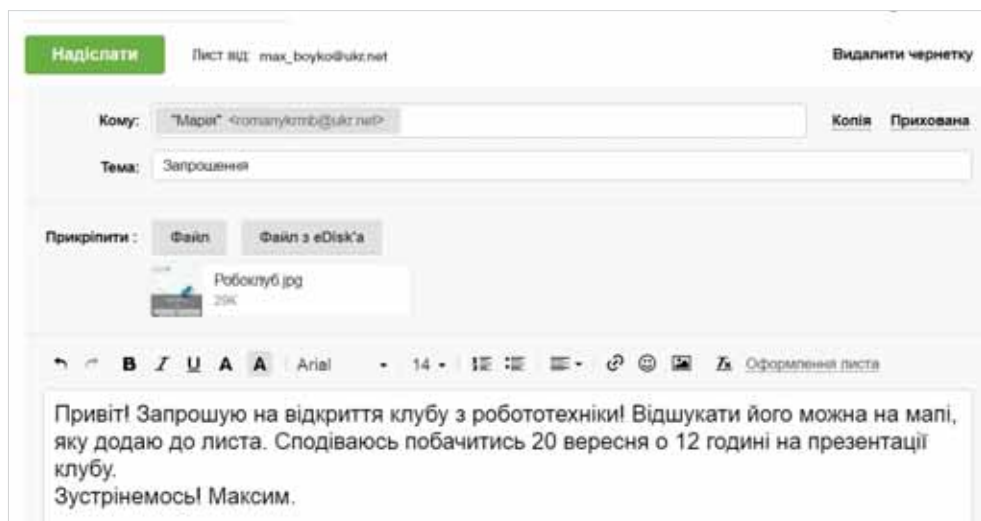 Надіслати Лист від: max_boyko@ukr.net Видалити чернетку
Кому: "Марія" <romanykmb@ukr.net> Копія Прихована
Тема: Запрошення
Прикріпити : Файл Файл з eDisk'а
Робоклуб.jpg
29K
B I U A A Arial 14 Оформлення листа
Привіт! Запрошую на відкриття клубу з робототехніки! Відшукати його можна на мапі,
яку додаю до листа. Сподіваюсь побачитись 20 вересня о 12 годині на презентації
клубу.
Зустрінемось! Максим.